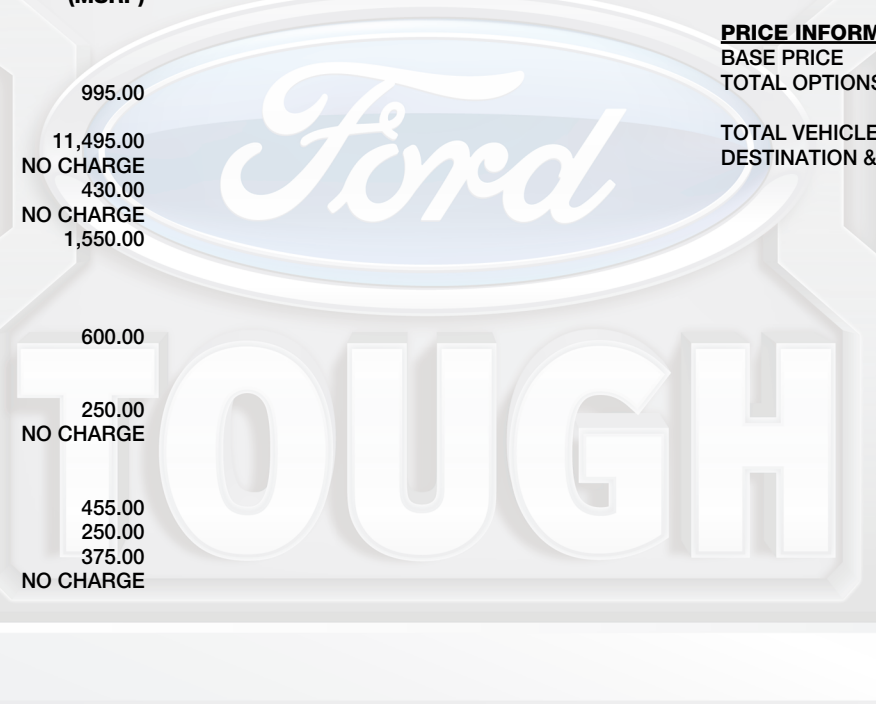 (MSRP)
995.00
11,495.00
NO CHARGE
430.00
NO CHARGE
1,550.00
600.00
250.00
NO CHARGE
455.00
250.00
375.00
NO CHARGE
PRICE INFORM
BASE PRICE
TOTAL OPTIONS
TOTAL VEHICLE
DESTINATION &
Ford
TOUGH